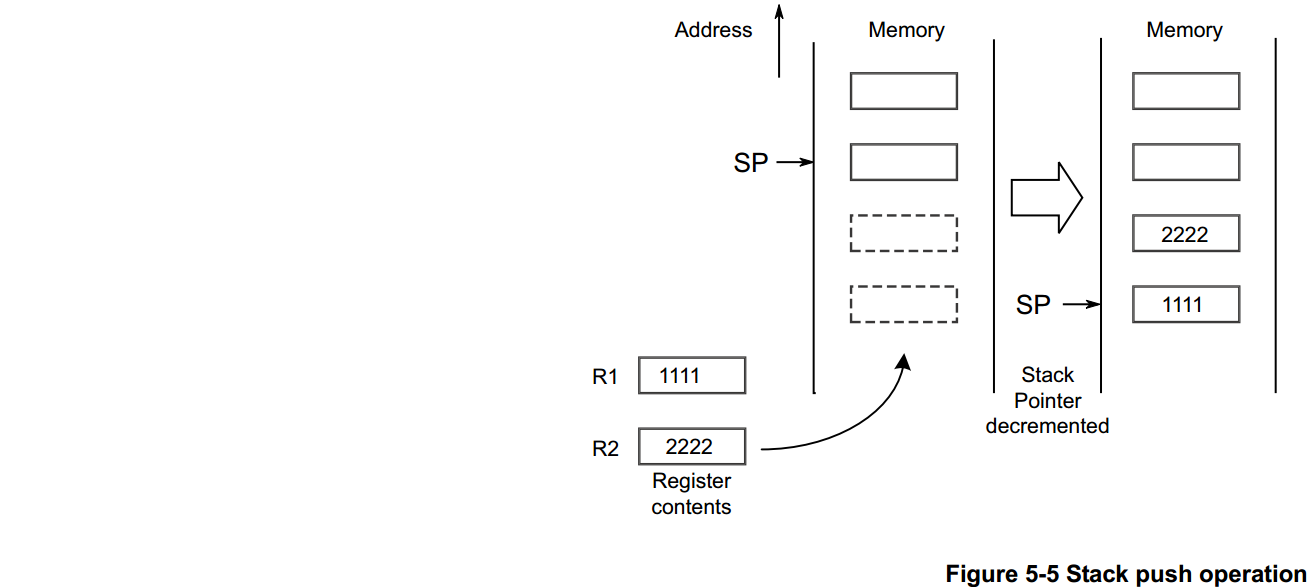 Address
Memory
Memory
SP
2222
SP
1111
R1
1111
Stack
Pointer
decremented
R2
2222
Register
contents
Figure 5-5 Stack push operation